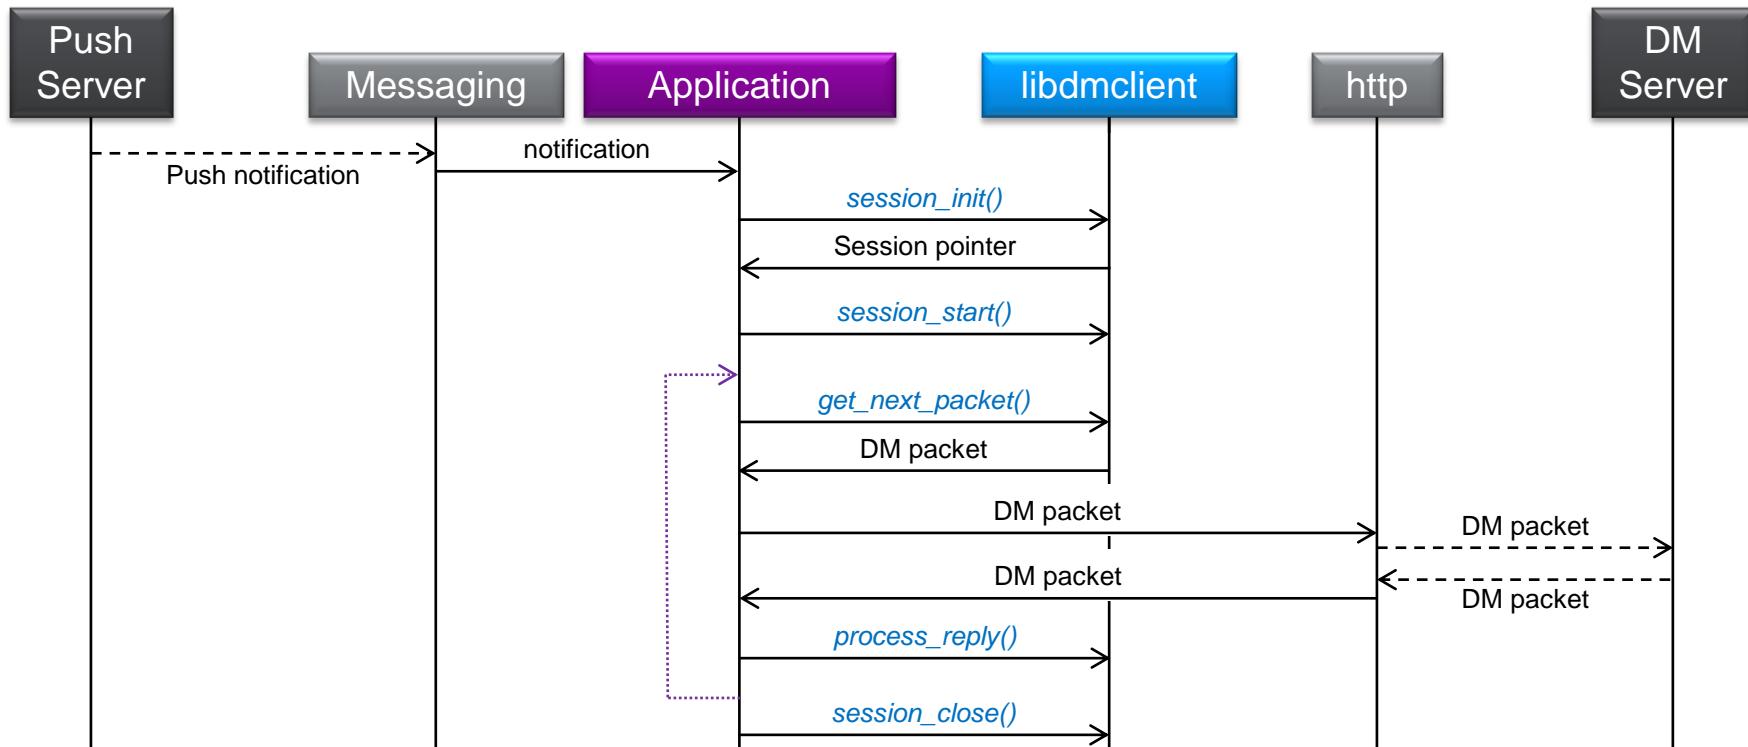 Push
Server
Messaging
Application
libdmclient
http
DM
Server
notification
Push notification
session_init()
Session pointer
session_start()
get_next_packet()
DM packet
DM packet
DM packet
DM packet
DM packet
process_reply()
session_close()